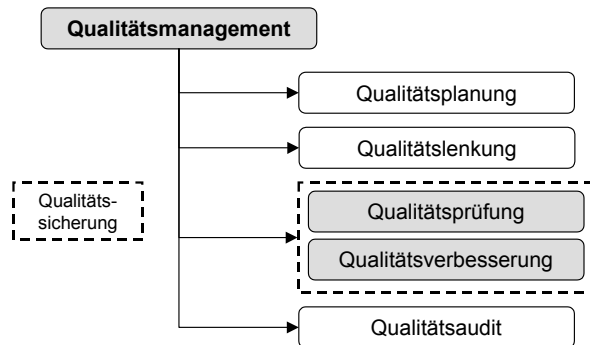 Qualitätsmanagement
Qualitätsplanung
Qualitätslenkung
Qualitäts-
sicherung
Qualitätsprüfung
Qualitätsverbesserung
Qualitätsaudit